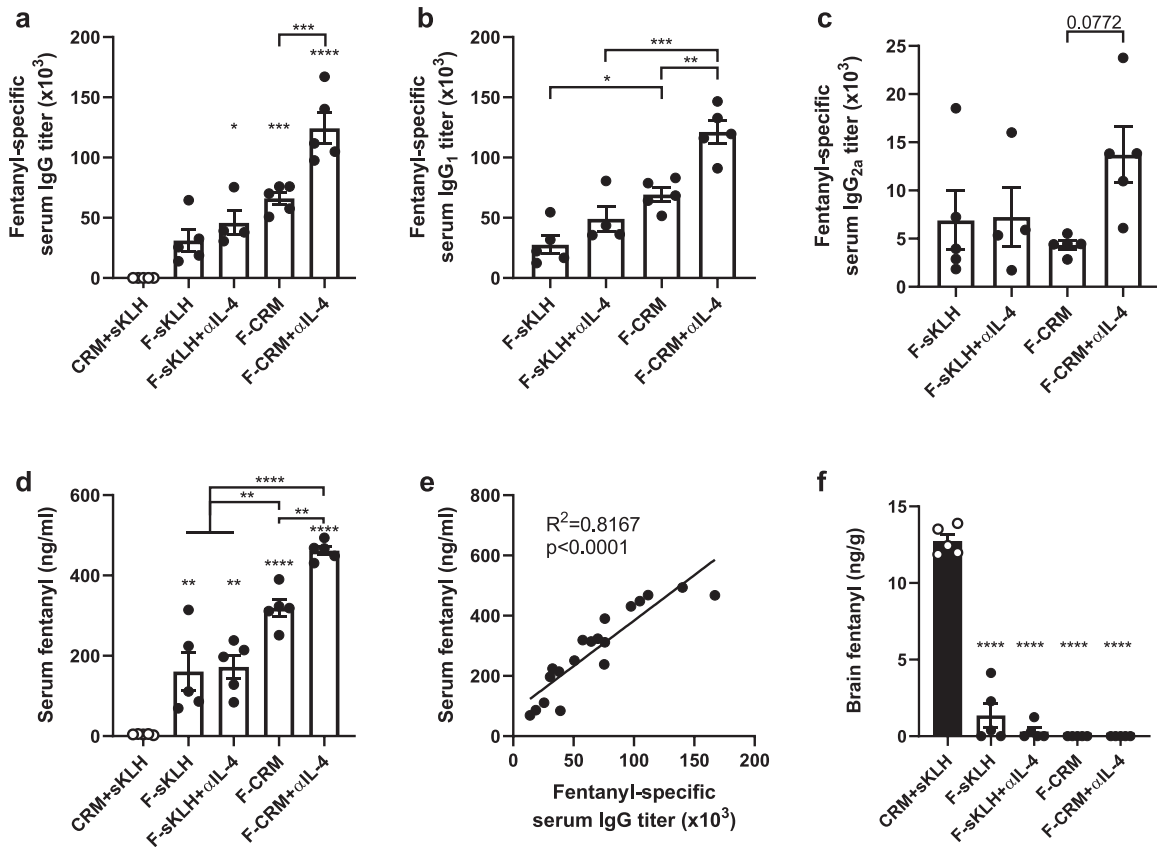 a
Fentanyl-specific
serum IgG titer (x10³)
200
150
100
50
0
***
****
*
***
CRM+sKLH
F-sKLH
F-sKLH+αIL-4
F-CRM
F-CRM+αIL-4
b
Fentanyl-specific
serum IgG₁ titer (x10³)
200
150
100
50
0
***
*
**
F-sKLH
F-sKLH+αIL-4
F-CRM
F-CRM+αIL-4
c
Fentanyl-specific
serum IgG₂ₐ titer (x10³)
25
20
15
10
5
0
0.0772
F-sKLH
F-sKLH+αIL-4
F-CRM
F-CRM+αIL-4
d
Serum fentanyl (ng/ml)
600
400
200
0
****
**
**
****
****
**
**
CRM+sKLH
F-sKLH
F-sKLH+αIL-4
F-CRM
F-CRM+αIL-4
e
Serum fentanyl (ng/ml)
800
600
400
200
0
R²=0.8167
p<0.0001
0 50 100 150 200
Fentanyl-specific
serum IgG titer (x10³)
f
Brain fentanyl (ng/g)
15
10
5
0
**** **** **** ****
CRM+sKLH
F-sKLH
F-sKLH+αIL-4
F-CRM
F-CRM+αIL-4